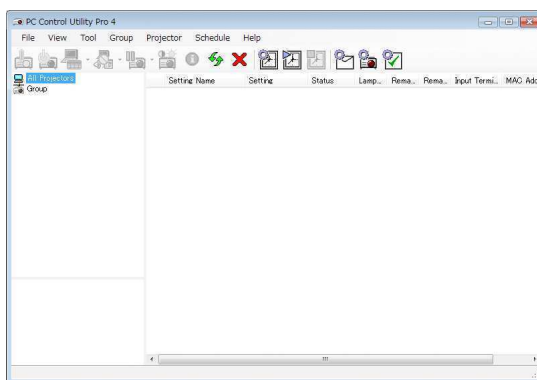 PC Control Utility Pro 4
File View Tool Group Projector Schedule Help
All Projectors
Group
Setting Name Setting Status Lamp... Rema... Rema... Input Termi... MAC Add